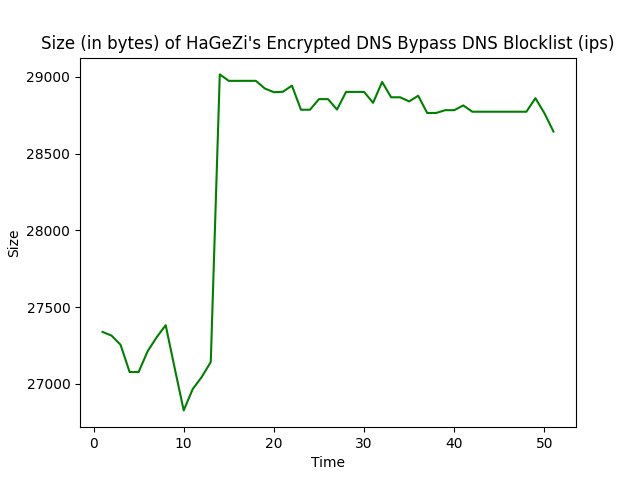 Size (in bytes) of HaGeZi's Encrypted DNS Bypass DNS Blocklist (ips)
29000
28500
28000
27500
27000
Size
0 10 20 30 40 50
Time